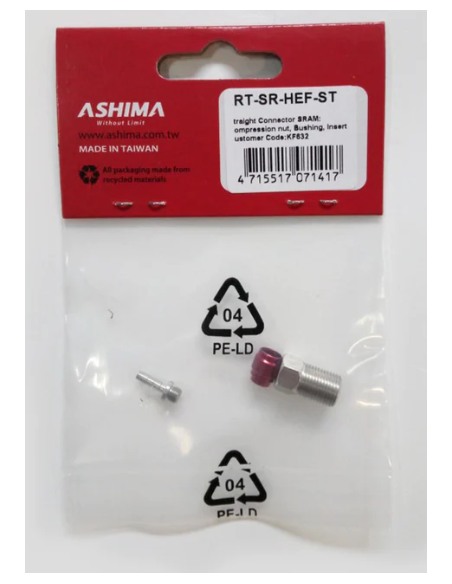 ASHIMA
Without Limit
www.ashima.com.tw
MADE IN TAIWAN
All packaging made from
recycled materials
RT-SR-HEF-ST
traight Connector SRAM:
ompression nut, Bushing, Insert
ustomer Code:KF632
4 715517 071417
04
PE-LD
04
PE-LD